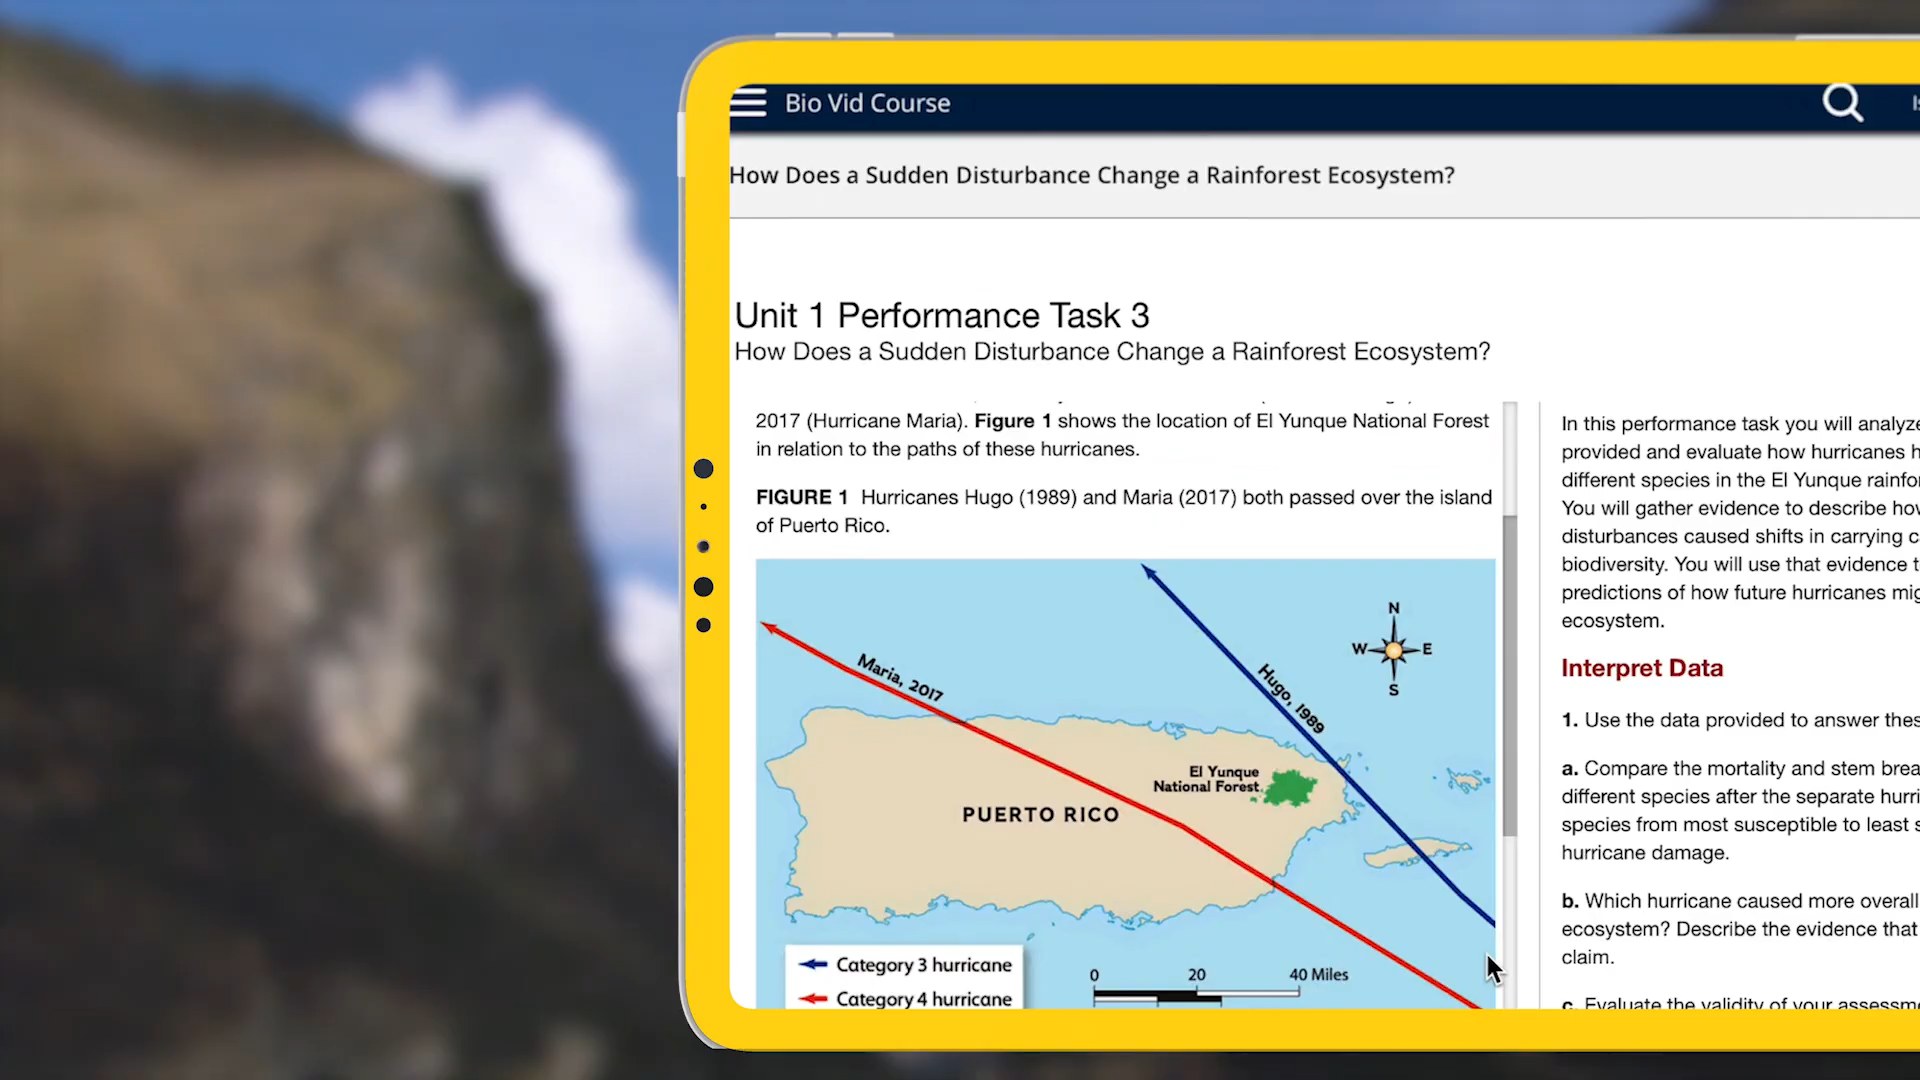 Bio Vid Course
How Does a Sudden Disturbance Change a Rainforest Ecosystem?
Unit 1 Performance Task 3
How Does a Sudden Disturbance Change a Rainforest Ecosystem?
2017 (Hurricane Maria). Figure 1 shows the location of El Yunque National Forest
in relation to the paths of these hurricanes.
FIGURE 1 Hurricanes Hugo (1989) and Maria (2017) both passed over the island
of Puerto Rico.
Maria, 2017
Hugo, 1989
N
W E
S
El Yunque
National Forest
PUERTO RICO
Category 3 hurricane
Category 4 hurricane
0 20 40 Miles
In this performance task you will analyze
provided and evaluate how hurricanes h
different species in the El Yunque rainfo
You will gather evidence to describe how
disturbances caused shifts in carrying c
biodiversity. You will use that evidence t
predictions of how future hurricanes mig
ecosystem.
Interpret Data
1. Use the data provided to answer thes
a. Compare the mortality and stem brea
different species after the separate hurri
species from most susceptible to least s
hurricane damage.
b. Which hurricane caused more overall
ecosystem? Describe the evidence that
claim.
c. Evaluate the validity of your assessm